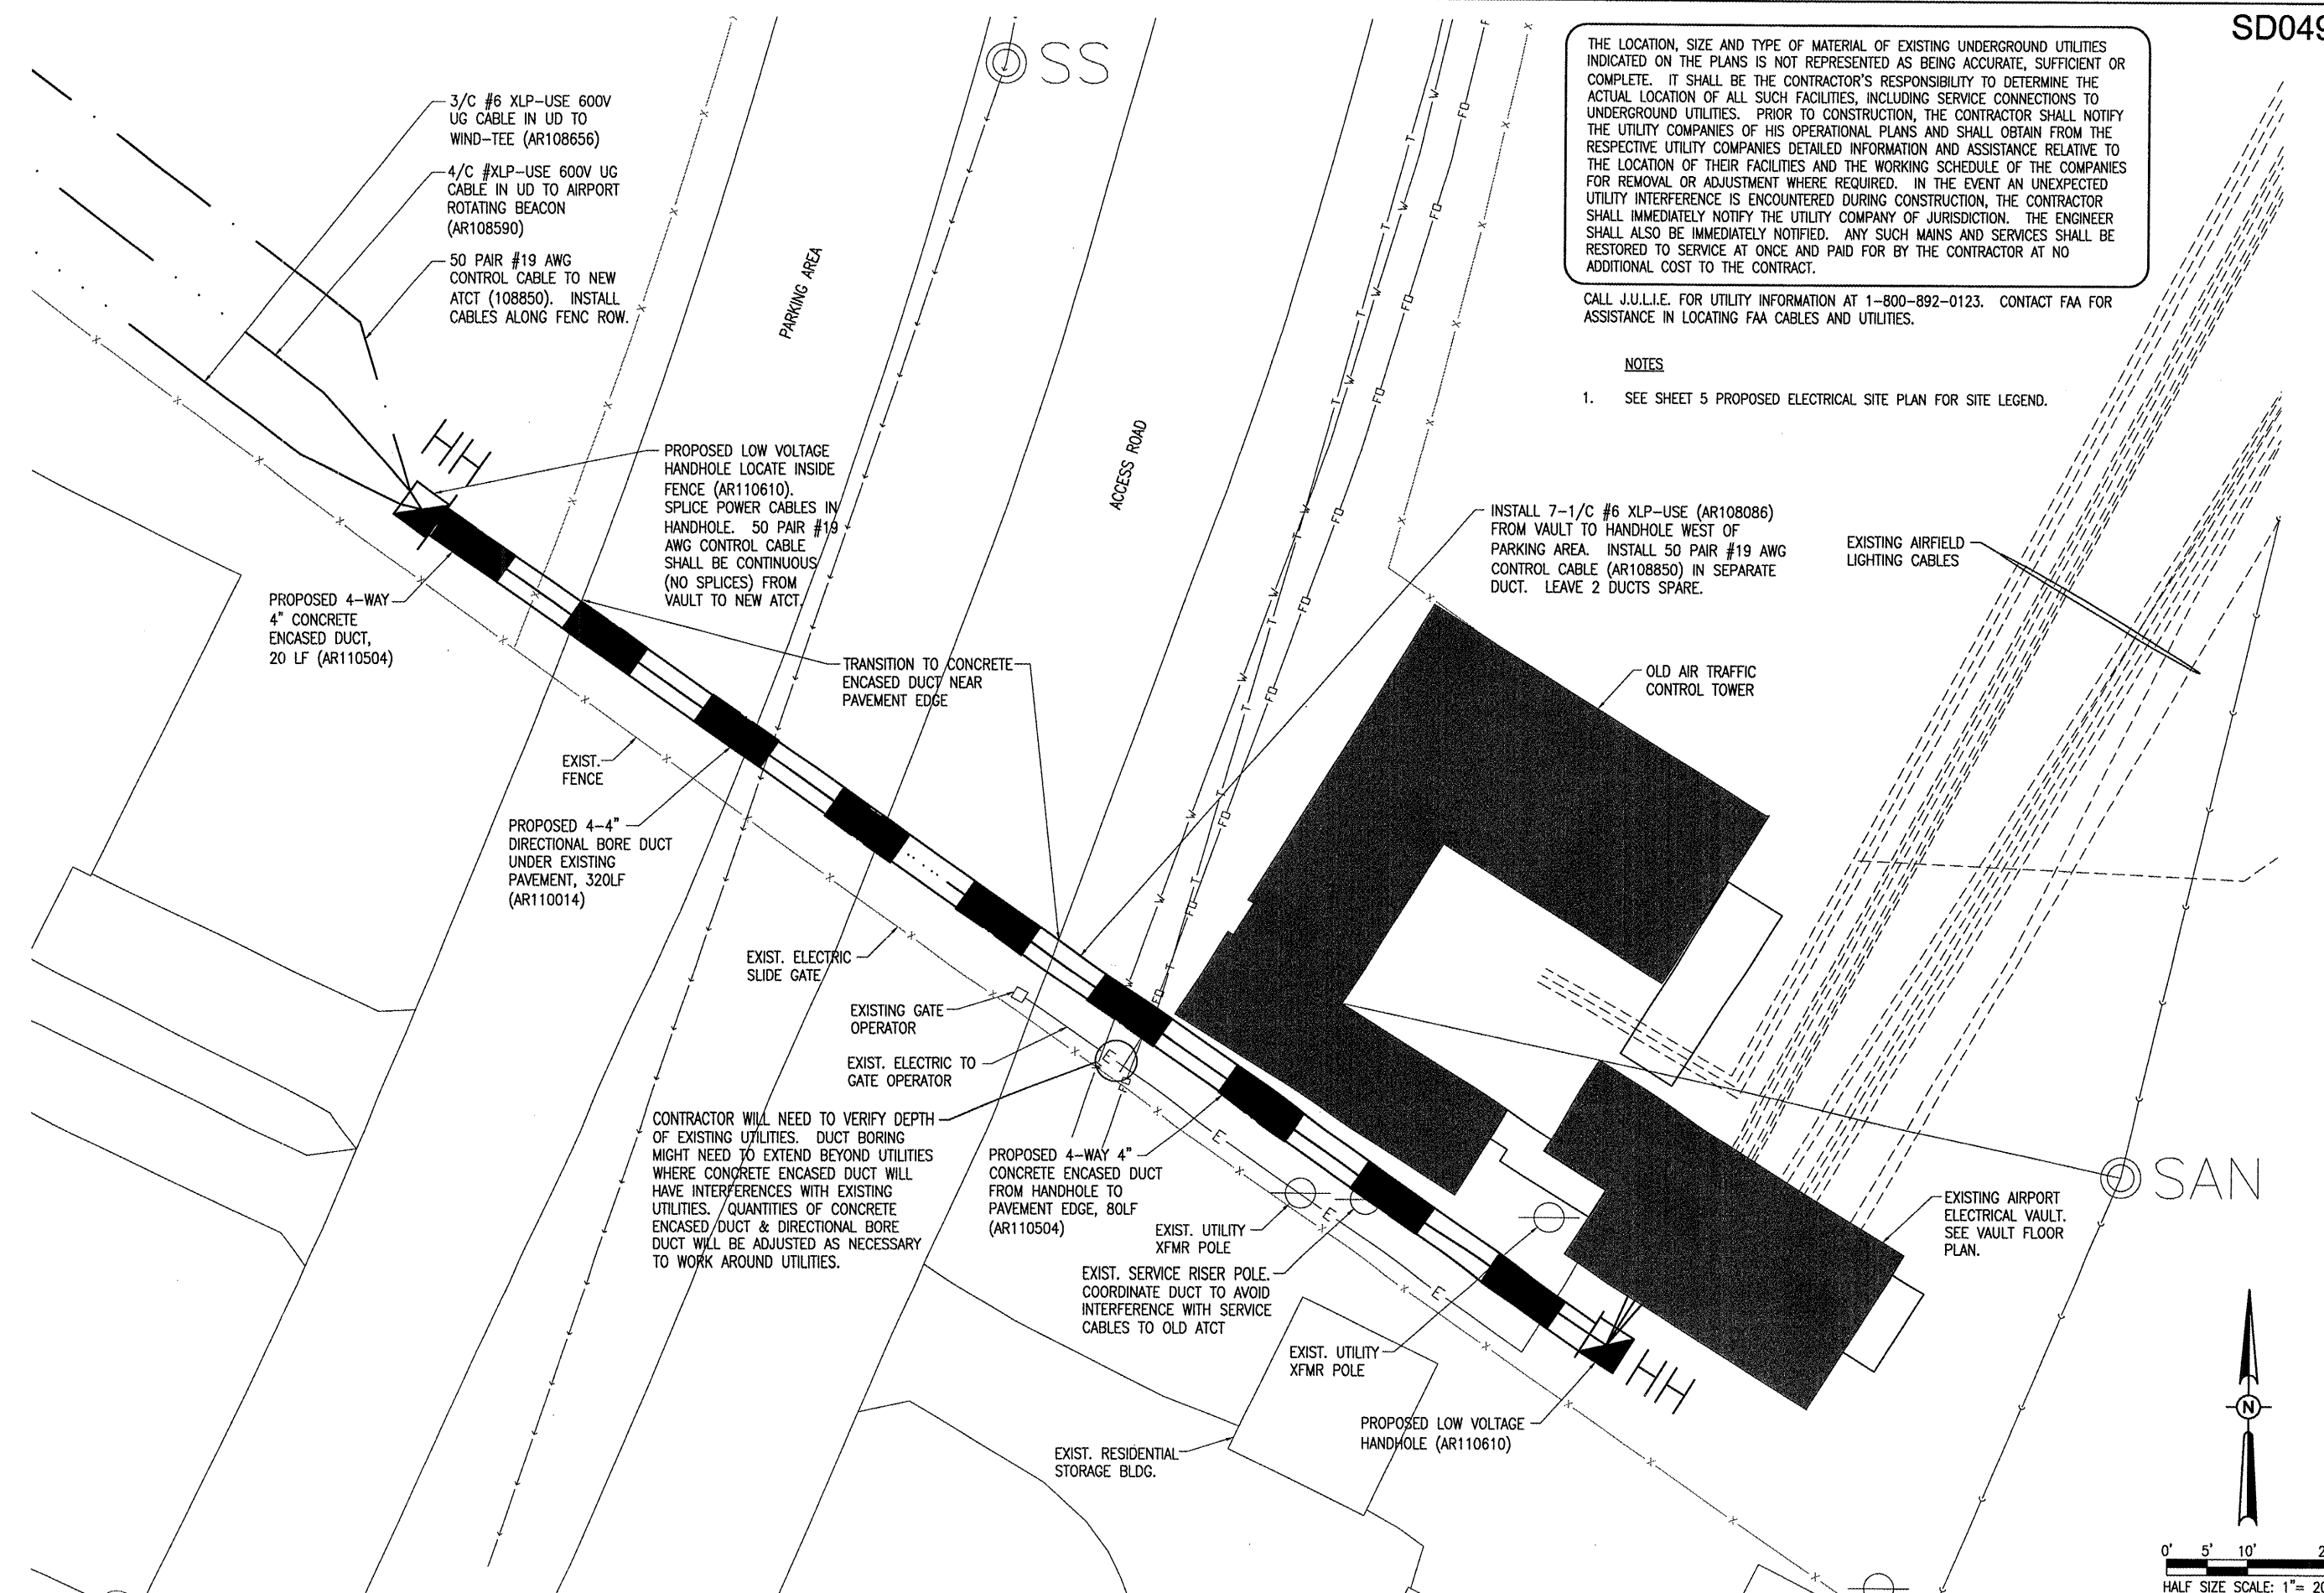 SD049
THE LOCATION, SIZE AND TYPE OF MATERIAL OF EXISTING UNDERGROUND UTILITIES
INDICATED ON THE PLANS IS NOT REPRESENTED AS BEING ACCURATE, SUFFICIENT OR
COMPLETE. IT SHALL BE THE CONTRACTOR'S RESPONSIBILITY TO DETERMINE THE
ACTUAL LOCATION OF ALL SUCH FACILITIES, INCLUDING SERVICE CONNECTIONS TO
UNDERGROUND UTILITIES. PRIOR TO CONSTRUCTION, THE CONTRACTOR SHALL NOTIFY
THE UTILITY COMPANIES OF HIS OPERATIONAL PLANS AND SHALL OBTAIN FROM THE
RESPECTIVE UTILITY COMPANIES DETAILED INFORMATION AND ASSISTANCE RELATIVE TO
THE LOCATION OF THEIR FACILITIES AND THE WORKING SCHEDULE OF THE COMPANIES
FOR REMOVAL OR ADJUSTMENT WHERE REQUIRED. IN THE EVENT AN UNEXPECTED
UTILITY INTERFERENCE IS ENCOUNTERED DURING CONSTRUCTION, THE CONTRACTOR
SHALL IMMEDIATELY NOTIFY THE UTILITY COMPANY OF JURISDICTION. THE ENGINEER
SHALL ALSO BE IMMEDIATELY NOTIFIED. ANY SUCH MAINS AND SERVICES SHALL BE
RESTORED TO SERVICE AT ONCE AND PAID FOR BY THE CONTRACTOR AT NO
ADDITIONAL COST TO THE CONTRACT.
CALL J.U.L.I.E. FOR UTILITY INFORMATION AT 1-800-892-0123. CONTACT FAA FOR
ASSISTANCE IN LOCATING FAA CABLES AND UTILITIES.
NOTES
1. SEE SHEET 5 PROPOSED ELECTRICAL SITE PLAN FOR SITE LEGEND.
SS
3/C #6 XLP-USE 600V
UG CABLE IN UD TO
WIND-TEE (AR108656)
4/C #XLP-USE 600V UG
CABLE IN UD TO AIRPORT
ROTATING BEACON
(AR108590)
50 PAIR #19 AWG
CONTROL CABLE TO NEW
ATCT (108850). INSTALL
CABLES ALONG FENC ROW.
PARKING AREA
ACCESS ROAD
HH
PROPOSED LOW VOLTAGE
HANDHOLE LOCATE INSIDE
FENCE (AR110610).
SPLICE POWER CABLES IN
HANDHOLE. 50 PAIR #19
AWG CONTROL CABLE
SHALL BE CONTINUOUS
(NO SPLICES) FROM
VAULT TO NEW ATCT.
INSTALL 7-1/C #6 XLP-USE (AR108086)
FROM VAULT TO HANDHOLE WEST OF
PARKING AREA. INSTALL 50 PAIR #19 AWG
CONTROL CABLE (AR108850) IN SEPARATE
DUCT. LEAVE 2 DUCTS SPARE.
EXISTING AIRFIELD
LIGHTING CABLES
PROPOSED 4-WAY
4" CONCRETE
ENCASED DUCT,
20 LF (AR110504)
TRANSITION TO CONCRETE
ENCASED DUCT NEAR
PAVEMENT EDGE
OLD AIR TRAFFIC
CONTROL TOWER
EXIST.
FENCE
PROPOSED 4-4"
DIRECTIONAL BORE DUCT
UNDER EXISTING
PAVEMENT, 320LF
(AR110014)
EXIST. ELECTRIC
SLIDE GATE
EXISTING GATE
OPERATOR
EXIST. ELECTRIC TO
GATE OPERATOR
CONTRACTOR WILL NEED TO VERIFY DEPTH
OF EXISTING UTILITIES. DUCT BORING
MIGHT NEED TO EXTEND BEYOND UTILITIES
WHERE CONCRETE ENCASED DUCT WILL
HAVE INTERFERENCES WITH EXISTING
UTILITIES. QUANTITIES OF CONCRETE
ENCASED DUCT & DIRECTIONAL BORE
DUCT WILL BE ADJUSTED AS NECESSARY
TO WORK AROUND UTILITIES.
PROPOSED 4-WAY 4"
CONCRETE ENCASED DUCT
FROM HANDHOLE TO
PAVEMENT EDGE, 80LF
(AR110504)
EXIST. UTILITY
XFMR POLE
EXIST. SERVICE RISER POLE.
COORDINATE DUCT TO AVOID
INTERFERENCE WITH SERVICE
CABLES TO OLD ATCT
EXIST. UTILITY
XFMR POLE
SAN
EXISTING AIRPORT
ELECTRICAL VAULT.
SEE VAULT FLOOR
PLAN.
HH
PROPOSED LOW VOLTAGE
HANDHOLE (AR110610)
EXIST. RESIDENTIAL
STORAGE BLDG.
N
0' 5' 10' 2
HALF SIZE SCALE: 1"= 20